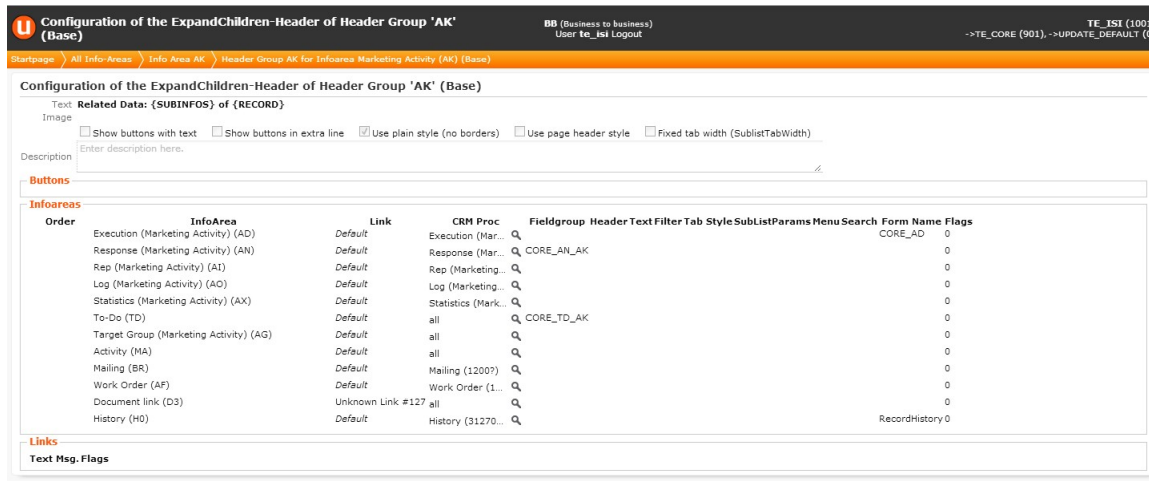 Configuration of the ExpandChildren-Header of Header Group 'AK' (Base)
BB (Business to business)
User te_isi Logout
TE_ISI (1001
->TE_CORE (901), ->UPDATE_DEFAULT (0
Startpage All Info-Areas Info Area AK Header Group AK for Infoarea Marketing Activity (AK) (Base)
Configuration of the ExpandChildren-Header of Header Group 'AK' (Base)
Text Related Data: {SUBINFOS} of {RECORD}
Image
Show buttons with text Show buttons in extra line Use plain style (no borders) Use page header style Fixed tab width (SublistTabWidth)
Description Enter description here.
Buttons
Infoareas
Order InfoArea Link CRM Proc Fieldgroup Header Text Filter Tab Style SubListParams Menu Search Form Name Flags
Execution (Marketing Activity) (AD) Default Execution (Mar... CORE_AD 0
Response (Marketing Activity) (AN) Default Response (Mar... CORE_AN_AK 0
Rep (Marketing Activity) (AI) Default Rep (Marketing... 0
Log (Marketing Activity) (AO) Default Log (Marketing... 0
Statistics (Marketing Activity) (AX) Default Statistics (Mark... 0
To-Do (TD) Default all CORE_TD_AK 0
Target Group (Marketing Activity) (AG) Default all 0
Activity (MA) Default all 0
Mailing (BR) Default Mailing (1200?) 0
Work Order (AF) Default Work Order (1... 0
Document link (D3) Unknown Link #127 all 0
History (H0) Default History (31270... RecordHistory 0
Links
Text Msg. Flags